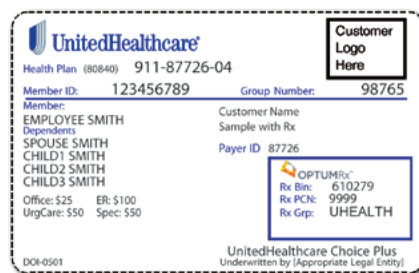 UnitedHealthcare®
Customer
Logo
Here
Health Plan (80840) 911-87726-04
Member ID: 123456789 Group Number: 98765
Member:
EMPLOYEE SMITH
Dependents
SPOUSE SMITH
CHILD1 SMITH
CHILD2 SMITH
CHILD3 SMITH
Customer Name
Sample with Rx
Payer ID 87726
OPTUMRx®
Rx Bin: 610279
Rx PCN: 9999
Rx Grp: UHEALTH
Office: $25 ER: $100
UrgCare: $50 Spec: $50
UnitedHealthcare Choice Plus
DOI-0501 Underwritten by [Appropriate Legal Entity]